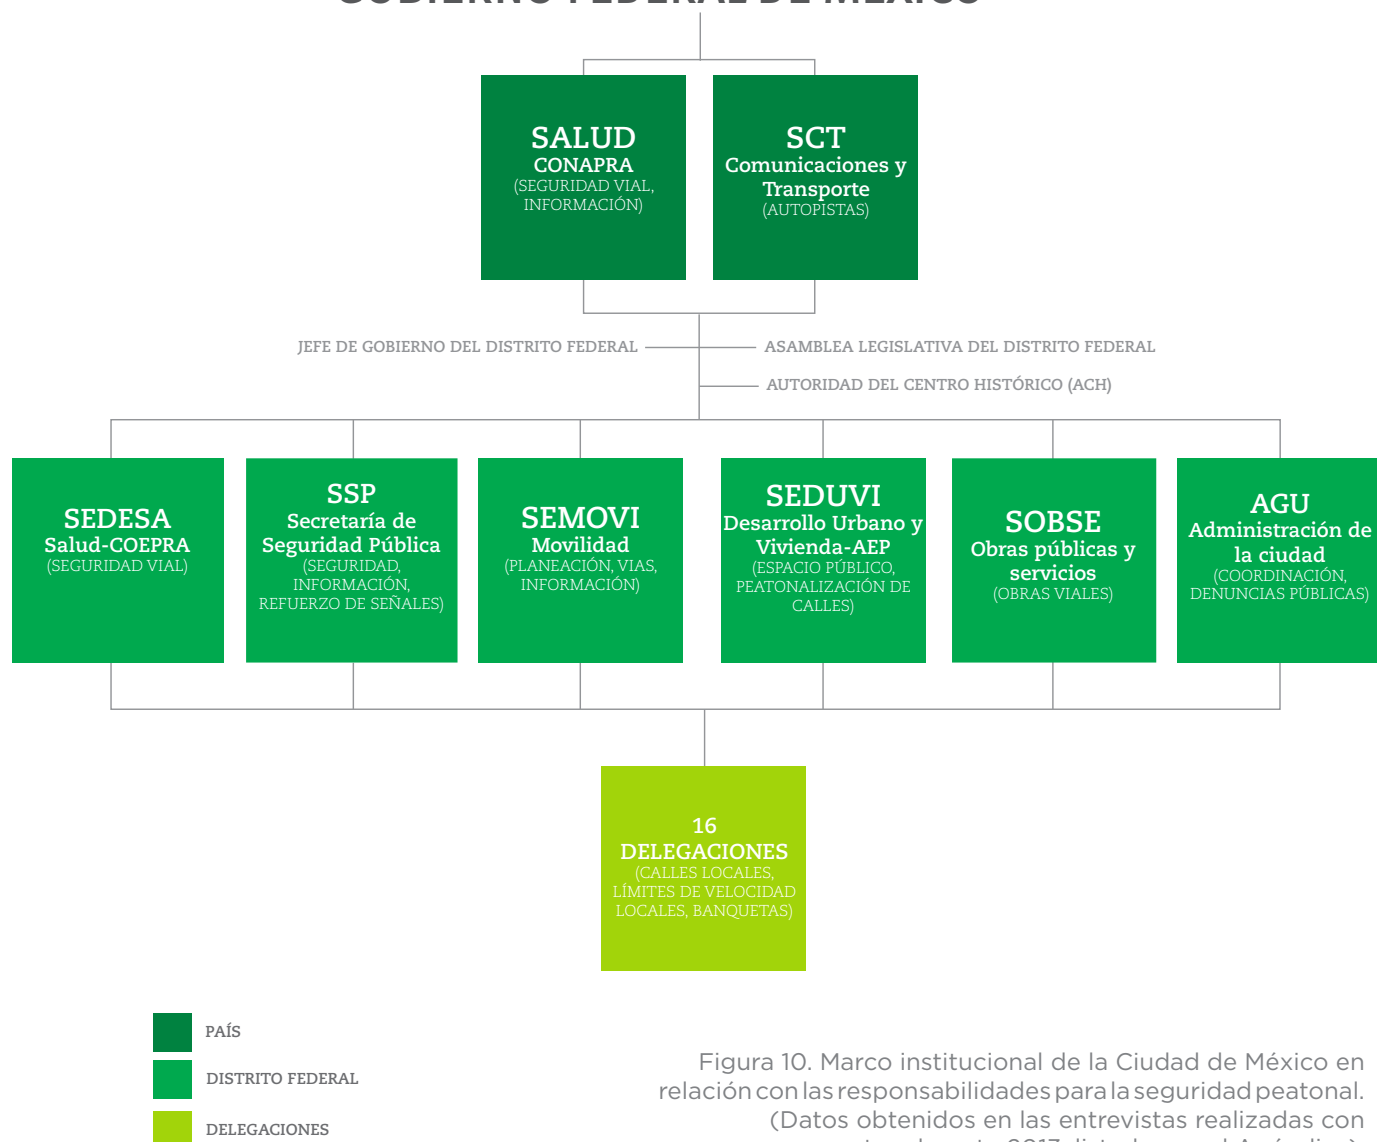 GOBIERNO FEDERAL DE MÉXICO
SALUD
CONAPRA
(SEGURIDAD VIAL,
INFORMACIÓN)
SCT
Comunicaciones y
Transporte
(AUTOPISTAS)
JEFE DE GOBIERNO DEL DISTRITO FEDERAL
ASAMBLEA LEGISLATIVA DEL DISTRITO FEDERAL
AUTORIDAD DEL CENTRO HISTÓRICO (ACH)
SEDESA
Salud-COEPRA
(SEGURIDAD VIAL)
SSP
Secretaría de
Seguridad Pública
(SEGURIDAD,
INFORMACIÓN,
REFUERZO DE SEÑALES)
SEMOVI
Movilidad
(PLANEACIÓN, VIAS,
INFORMACIÓN)
SEDUVI
Desarrollo Urbano y
Vivienda-AEP
(ESPACIO PÚBLICO,
PEATONALIZACIÓN DE
CALLES)
SOBSE
Obras públicas y
servicios
(OBRAS VIALES)
AGU
Administración de
la ciudad
(COORDINACIÓN,
DENUNCIAS PÚBLICAS)
16
DELEGACIONES
(CALLES LOCALES,
LÍMITES DE VELOCIDAD
LOCALES, BANQUETAS)
PAÍS
DISTRITO FEDERAL
DELEGACIONES
Figura 10. Marco institucional de la Ciudad de México en
relación con las responsabilidades para la seguridad peatonal.
(Datos obtenidos en las entrevistas realizadas con